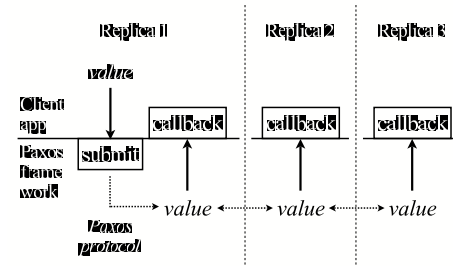 Replica 1
Replica 2
Replica 3
value
Client
app
callback
callback
callback
Paxos
frame
work
submit
value
value
value
Paxos
protocol